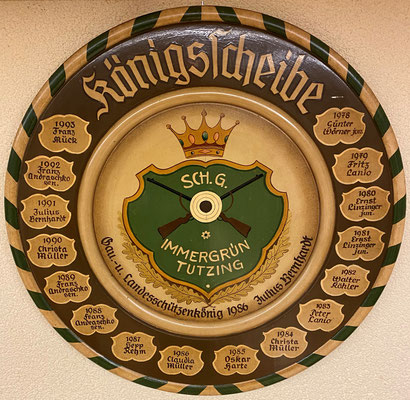 Königsscheibe
SCH. G.
IMMERGRÜN
TUTZING
Gau- u. Landesschützenkönig 1986 Julius Bernhardt
1978
Günter
Wörner jun.
1979
Fritz
Lanio
1980
Ernst
Linzinger
jun.
1981
Ernst
Linzinger
jun.
1982
Walter
Köhler
1983
Peter
Lanio
1984
Christa
Müller
1985
Oskar
Harte
1986
Claudia
Müller
1987
Sepp
Rehm
1988
Franz
Andraschko
sen.
1989
Franz
Andraschko
sen.
1990
Christa
Müller
1991
Julius
Bernhardt
1992
Franz
Andraschko
sen.
1993
Franz
Mück